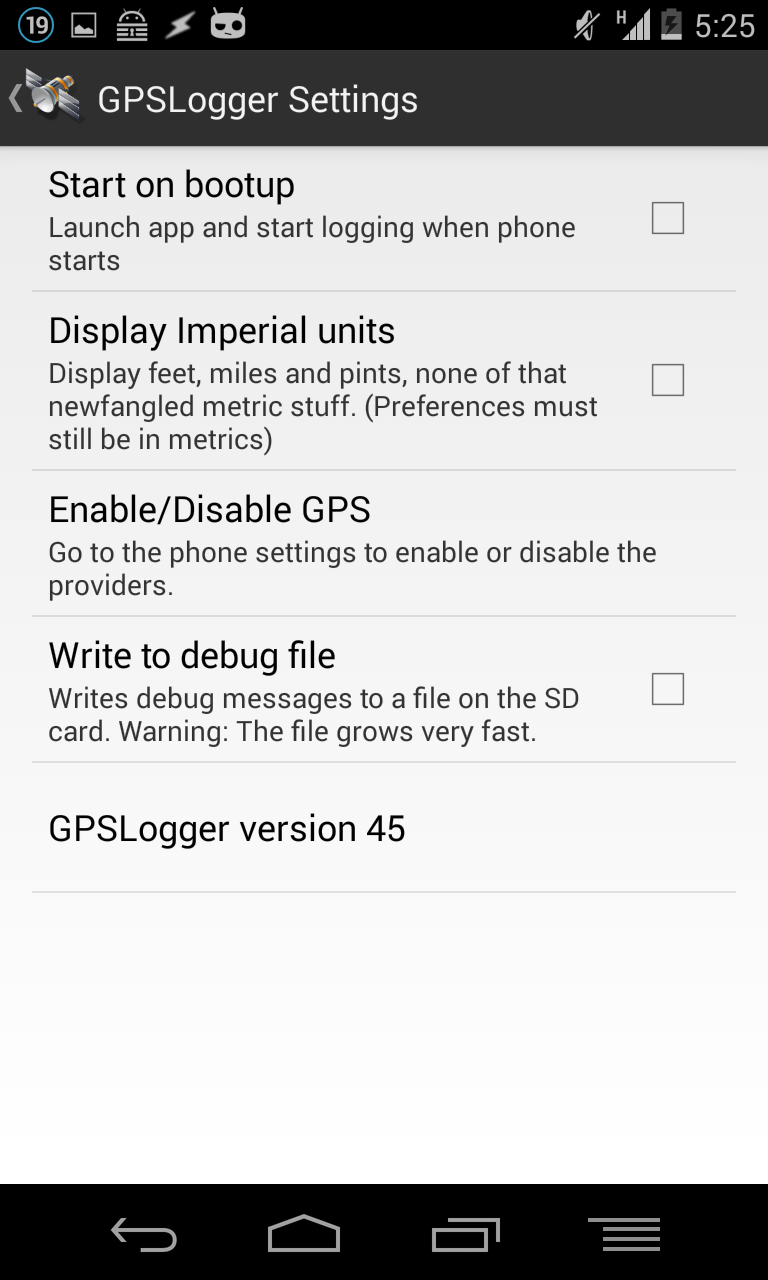 19
H
5:25
GPSLogger Settings
Start on bootup
Launch app and start logging when phone
starts
Display Imperial units
Display feet, miles and pints, none of that
newfangled metric stuff. (Preferences must
still be in metrics)
Enable/Disable GPS
Go to the phone settings to enable or disable the
providers.
Write to debug file
Writes debug messages to a file on the SD
card. Warning: The file grows very fast.
GPSLogger version 45